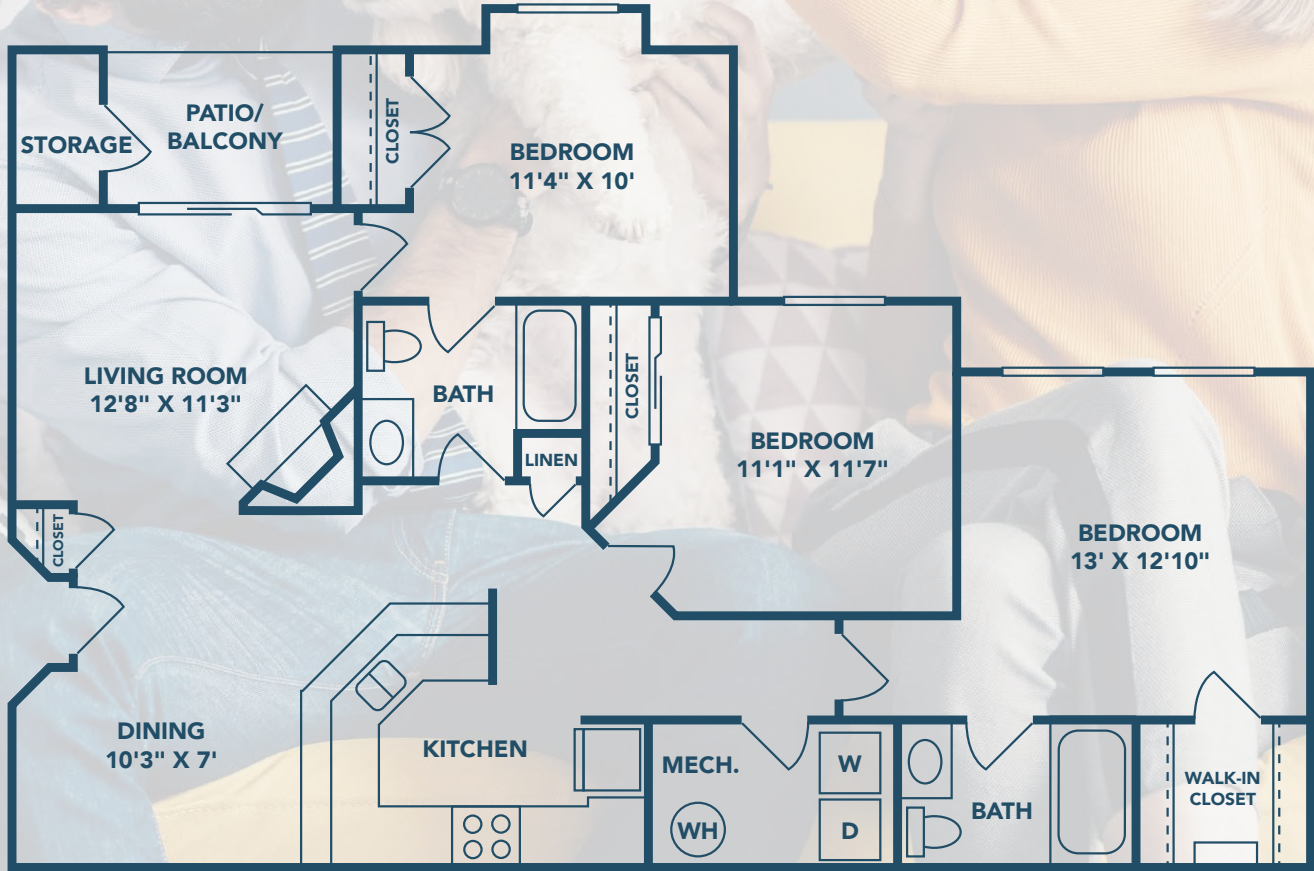 STORAGE
PATIO/
BALCONY
CLOSET
BEDROOM
11'4" X 10'
LIVING ROOM
12'8" X 11'3"
BATH
LINEN
CLOSET
BEDROOM
11'1" X 11'7"
BEDROOM
13' X 12'10"
CLOSET
DINING
10'3" X 7'
KITCHEN
MECH.
WH
W
D
BATH
WALK-IN
CLOSET